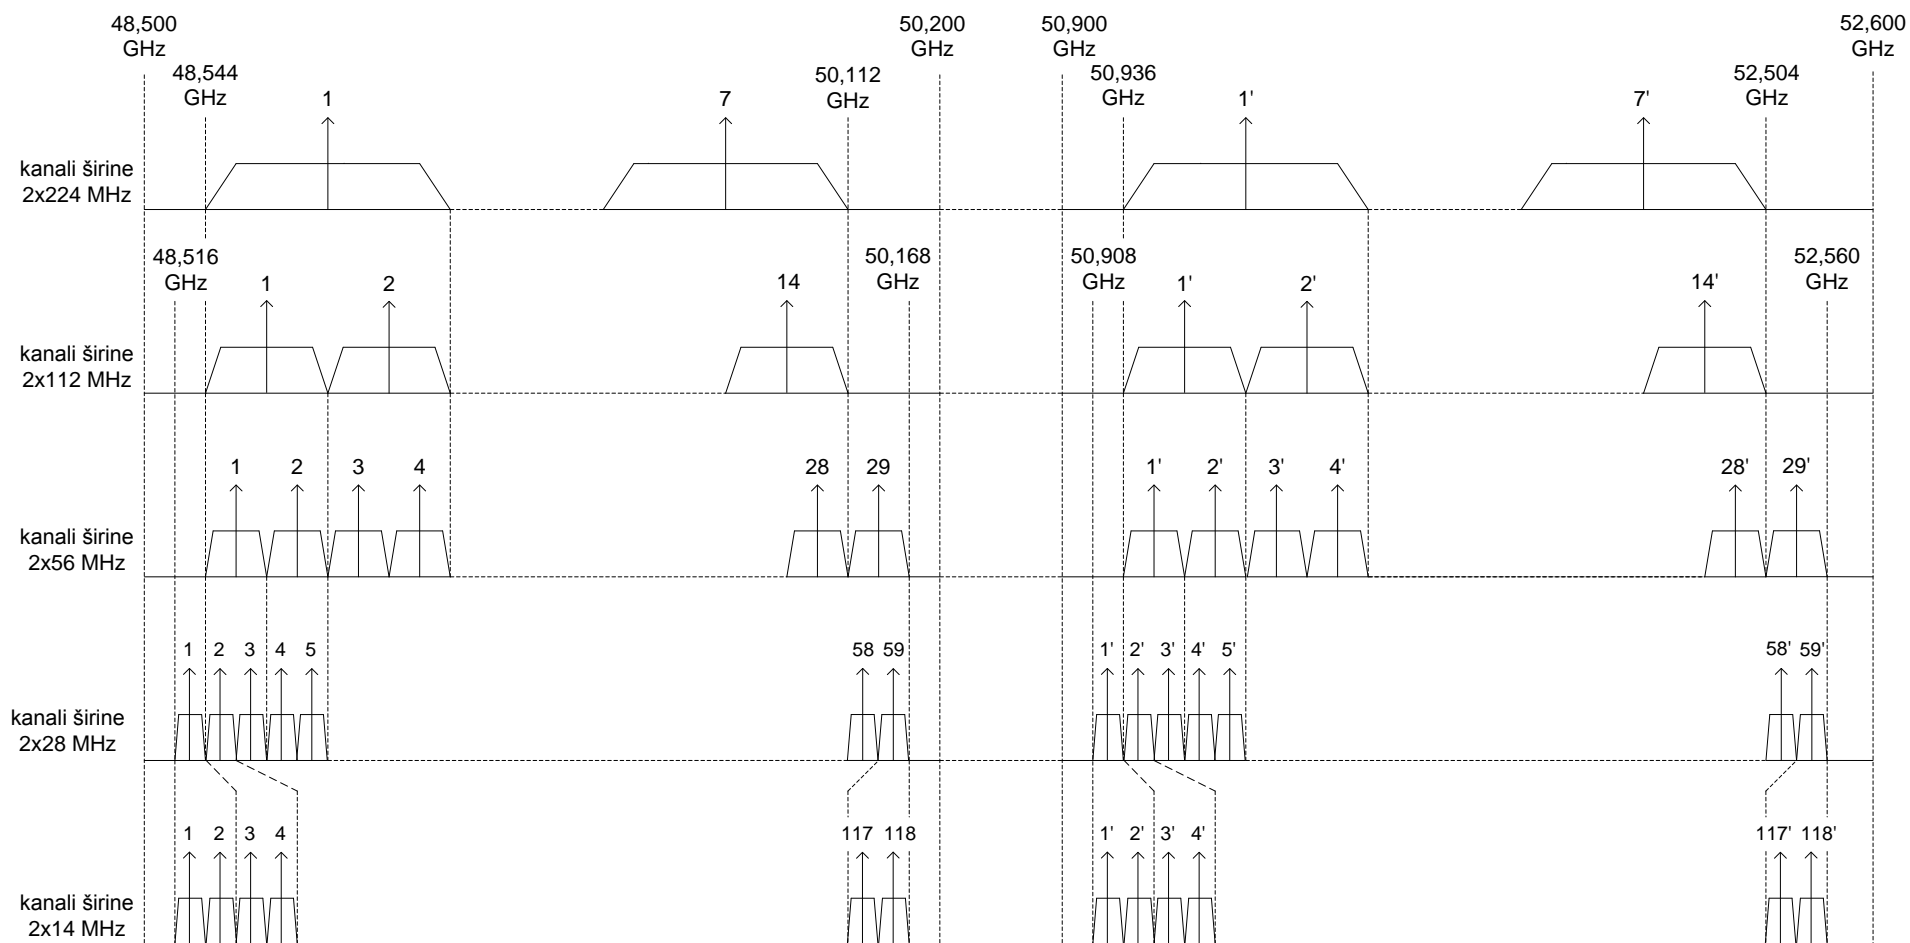 48,500
GHz
50,200
GHz
50,900
GHz
52,600
GHz
48,544
GHz
50,112
GHz
50,936
GHz
52,504
GHz
1
7
1'
7'
kanali širine
2x224 MHz
48,516
GHz
50,168
GHz
50,908
GHz
52,560
GHz
1
2
14
1'
2'
14'
kanali širine
2x112 MHz
1
2
3
4
28
29
1'
2'
3'
4'
28'
29'
kanali širine
2x56 MHz
1
2
3
4
5
58
59
1'
2'
3'
4'
5'
58'
59'
kanali širine
2x28 MHz
1
2
3
4
117
118
1'
2'
3'
4'
117'
118'
kanali širine
2x14 MHz